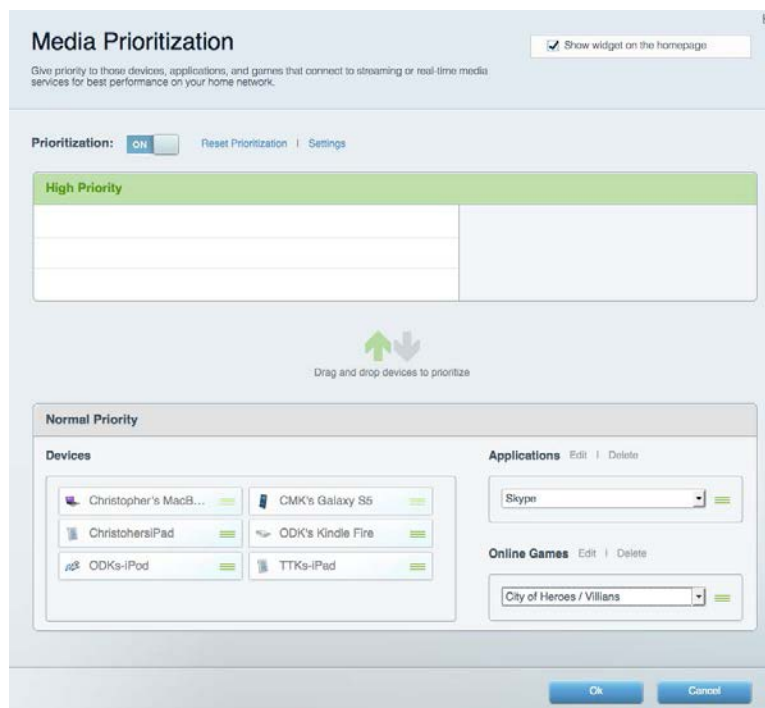 Media Prioritization
Show widget on the homepage
Give priority to those devices, applications, and games that connect to streaming or real-time media
services for best performance on your home network.
Prioritization: ON Reset Prioritization | Settings
High Priority
Drag and drop devices to prioritize
Normal Priority
Devices
Applications Edit | Delete
Christopher's MacB... CMK's Galaxy S5
Skype
ChristohersiPad ODK's Kindle Fire
ODKs-iPod TTKs-iPad
Online Games Edit | Delete
City of Heroes / Villians
Ok Cancel